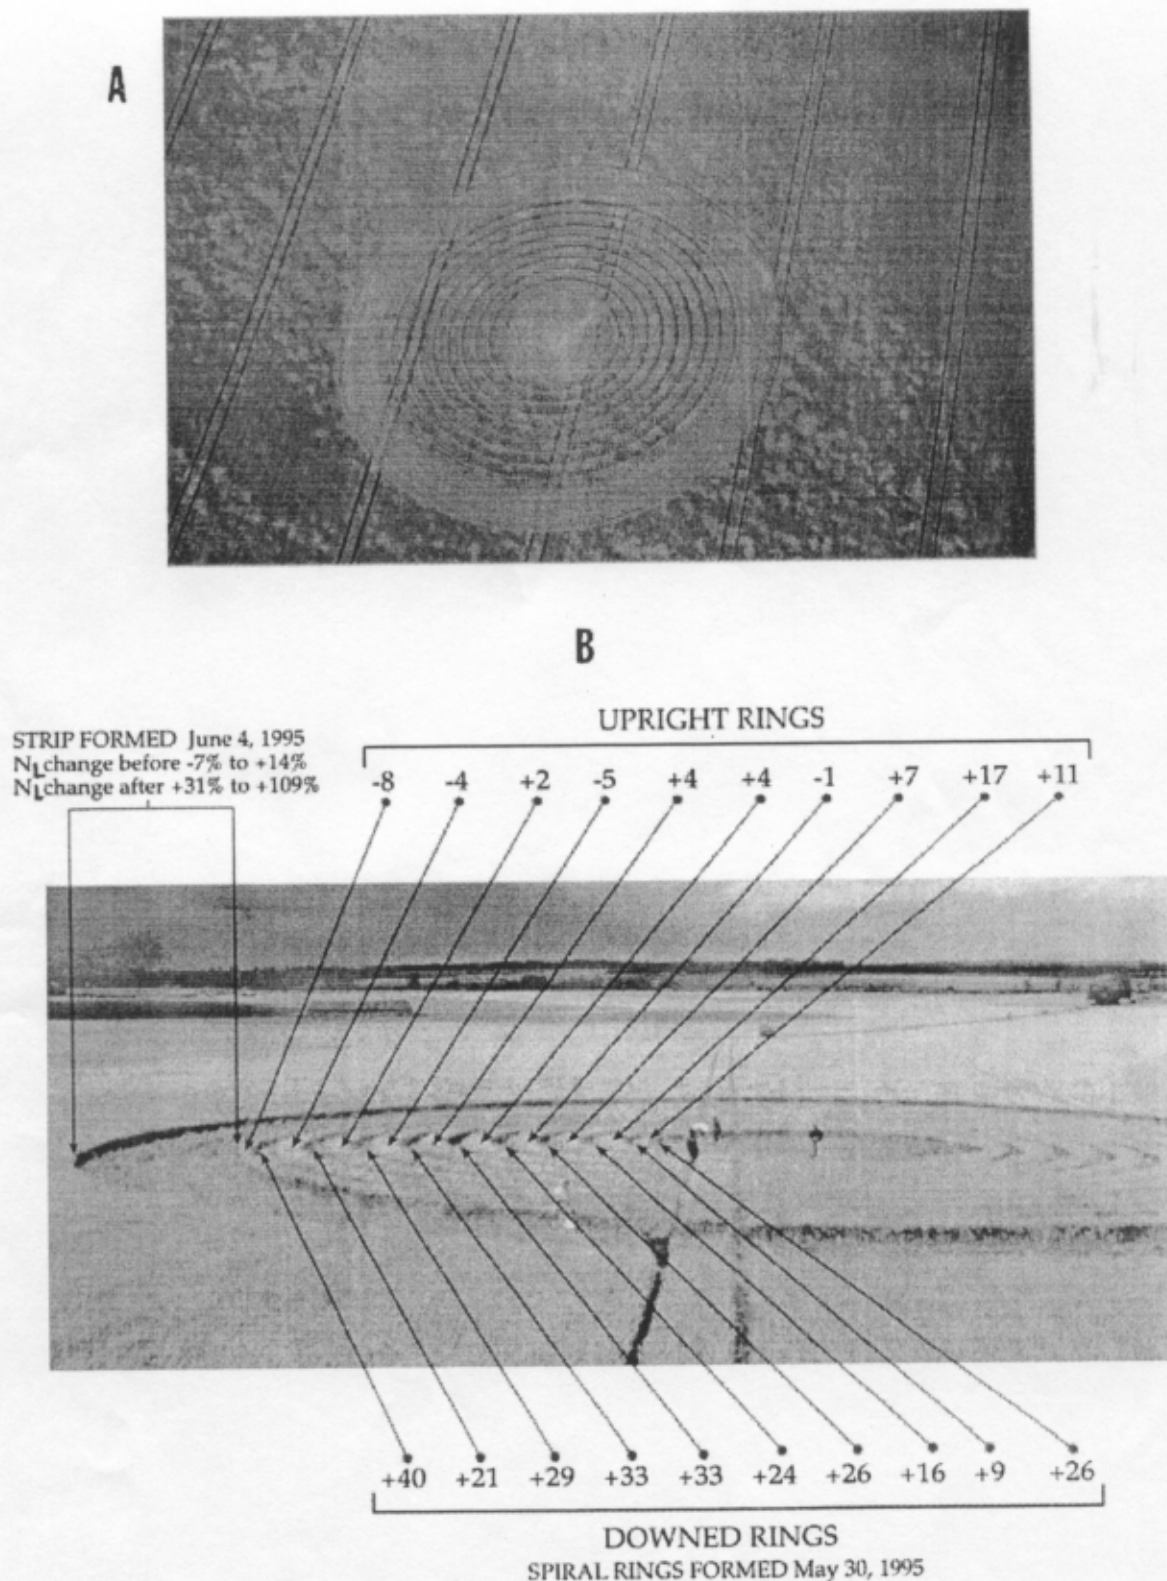 A
B
UPRIGHT RINGS
STRIP FORMED June 4, 1995
NL change before -7% to +14%
NL change after +31% to +109%
-8 -4 +2 -5 +4 +4 -1 +7 +17 +11
+40 +21 +29 +33 +33 +24 +26 +16 +9 +26
DOWNED RINGS
SPIRAL RINGS FORMED May 30, 1995